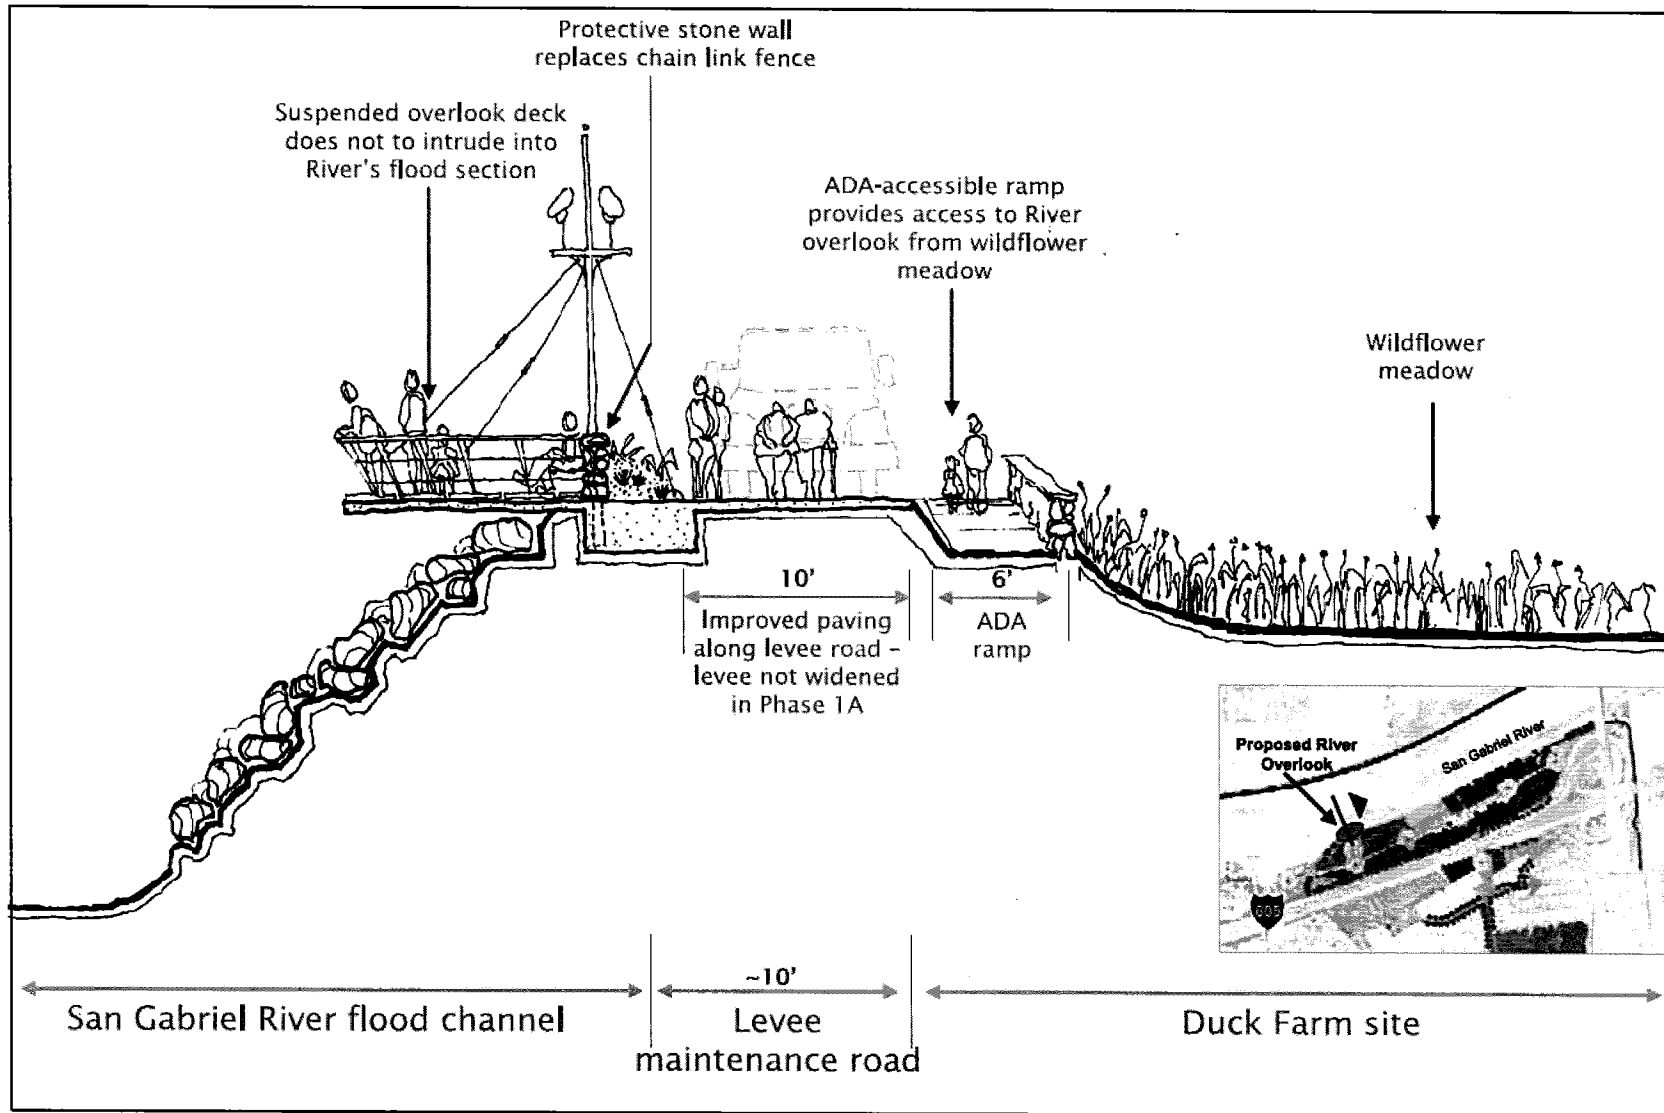 Protective stone wall
replaces chain link fence
Suspended overlook deck
does not to intrude into
River's flood section
ADA-accessible ramp
provides access to River
overlook from wildflower
meadow
Wildflower
meadow
10'
Improved paving
along levee road –
levee not widened
in Phase 1A
6'
ADA
ramp
Proposed River
Overlook
San Gabriel River
605
~10'
San Gabriel River flood channel
Levee
maintenance road
Duck Farm site